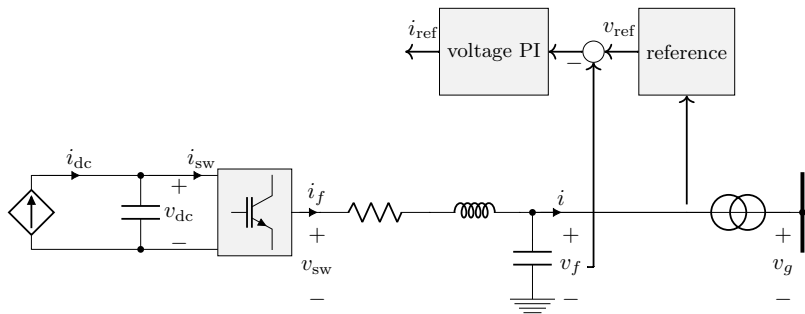 i_ref
voltage PI
−
v_ref
reference
i_dc
i_sw
+
v_dc
−
i_f
+
v_sw
−
i
+
v_f
−
+
v_g
−